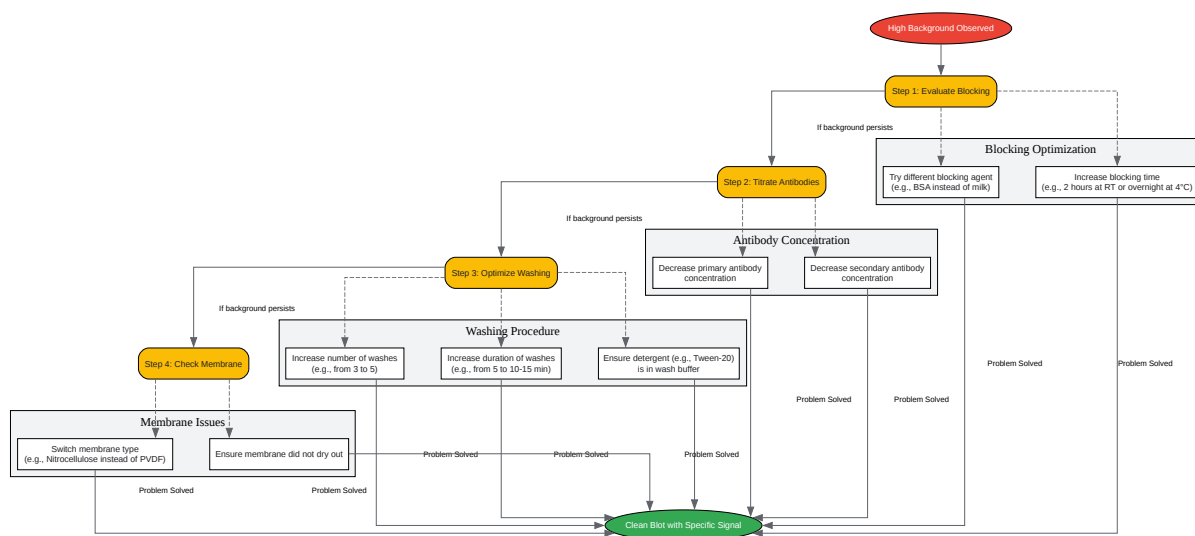 High Background Observed
Step 1: Evaluate Blocking
If background persists
Blocking Optimization
Try different blocking agent
(e.g., BSA instead of milk)
Increase blocking time
(e.g., 2 hours at RT or overnight at 4°C)
Step 2: Titrate Antibodies
If background persists
Antibody Concentration
Decrease primary antibody
concentration
Decrease secondary antibody
concentration
Step 3: Optimize Washing
If background persists
Washing Procedure
Increase number of washes
(e.g., from 3 to 5)
Increase duration of washes
(e.g., from 5 to 10-15 min)
Ensure detergent (e.g., Tween-20)
is in wash buffer
Step 4: Check Membrane
Problem Solved
Problem Solved
Problem Solved
Problem Solved
Membrane Issues
Switch membrane type
(e.g., Nitrocellulose instead of PVDF)
Ensure membrane did not dry out
Problem Solved
Problem Solved
Problem Solved
Problem Solved
Problem Solved
Clean Blot with Specific Signal